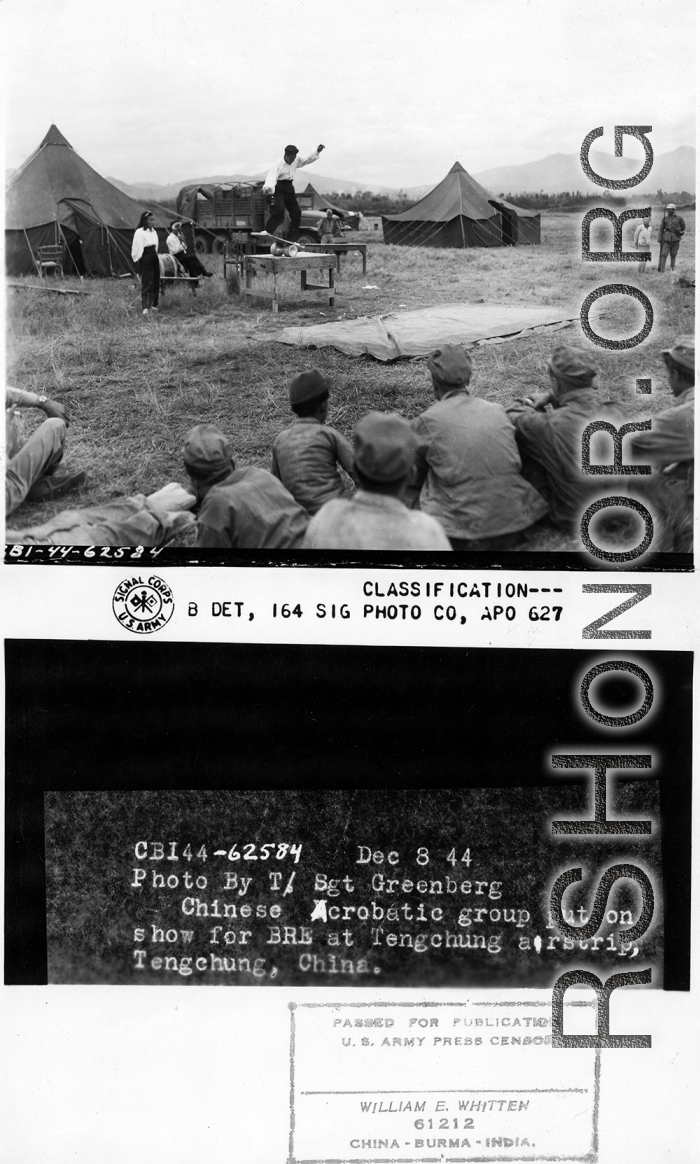 CBI-44-62584
SIGNAL CORPS
U.S. ARMY
CLASSIFICATION---
B DET, 164 SIG PHOTO CO, APO 627
CBI44-62584 Dec 8 44
Photo By T/ Sgt Greenberg
Chinese Acrobatic group put on
show for BRE at Tengchung airstrip,
Tengchung, China.
PASSED FOR PUBLICATION
U. S. ARMY PRESS CENSOR
WILLIAM E. WHITTEN
61212
CHINA - BURMA - INDIA.
RSHONOR.ORG